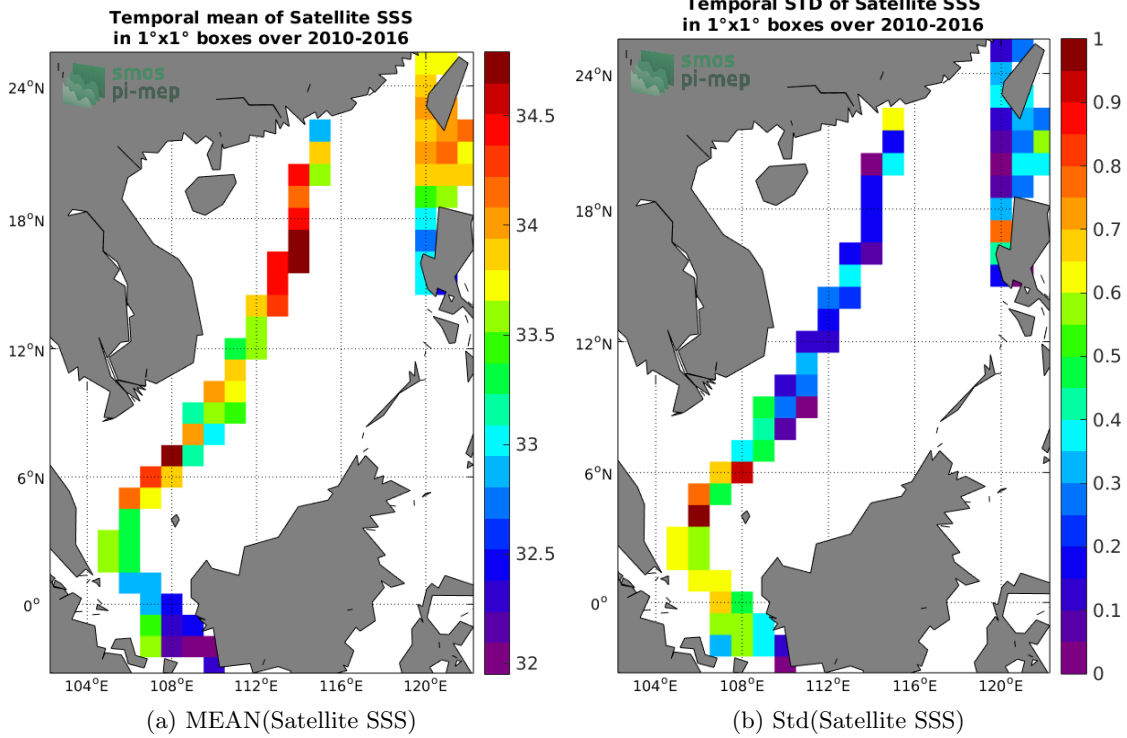 Temporal mean of Satellite SSS
in 1°x1° boxes over 2010-2016
smos
pi-mep
24°N
18°N
12°N
6°N
0°
104°E
108°E
112°E
116°E
120°E
34.5
34
33.5
33
32.5
32
(a) MEAN(Satellite SSS)
Temporal STD of Satellite SSS
in 1°x1° boxes over 2010-2016
smos
pi-mep
24°N
18°N
12°N
6°N
0°
104°E
108°E
112°E
116°E
120°E
1
0.9
0.8
0.7
0.6
0.5
0.4
0.3
0.2
0.1
0
(b) Std(Satellite SSS)